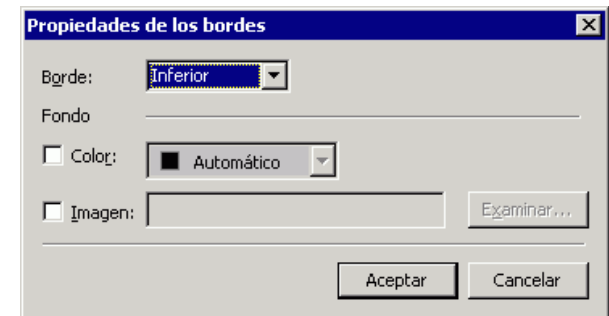 Propiedades de los bordes
Borde: Inferior
Fondo
Color: Automático
Imagen: Examinar...
Aceptar Cancelar